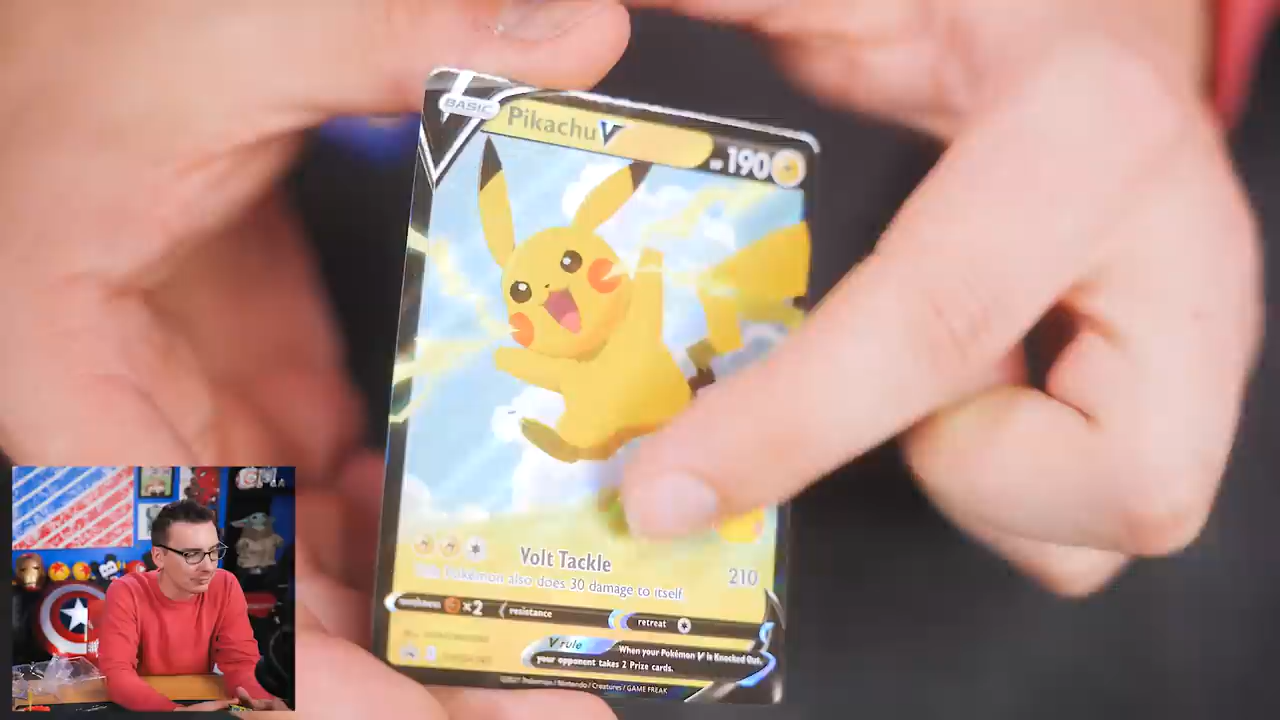 BASIC
Pikachu V
190
Volt Tackle
210
Pokémon also does 30 damage to itself.
weakness ×2 resistance
retreat
V rule When your Pokémon V is Knocked Out,
your opponent takes 2 Prize cards.
Pokémon / Nintendo / Creatures / GAME FREAK